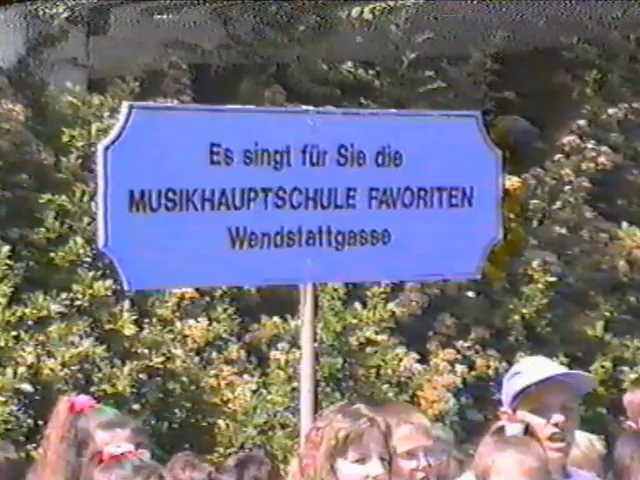 Es singt für Sie die
MUSIKHAUPTSCHULE FAVORITEN
Wendstattgasse